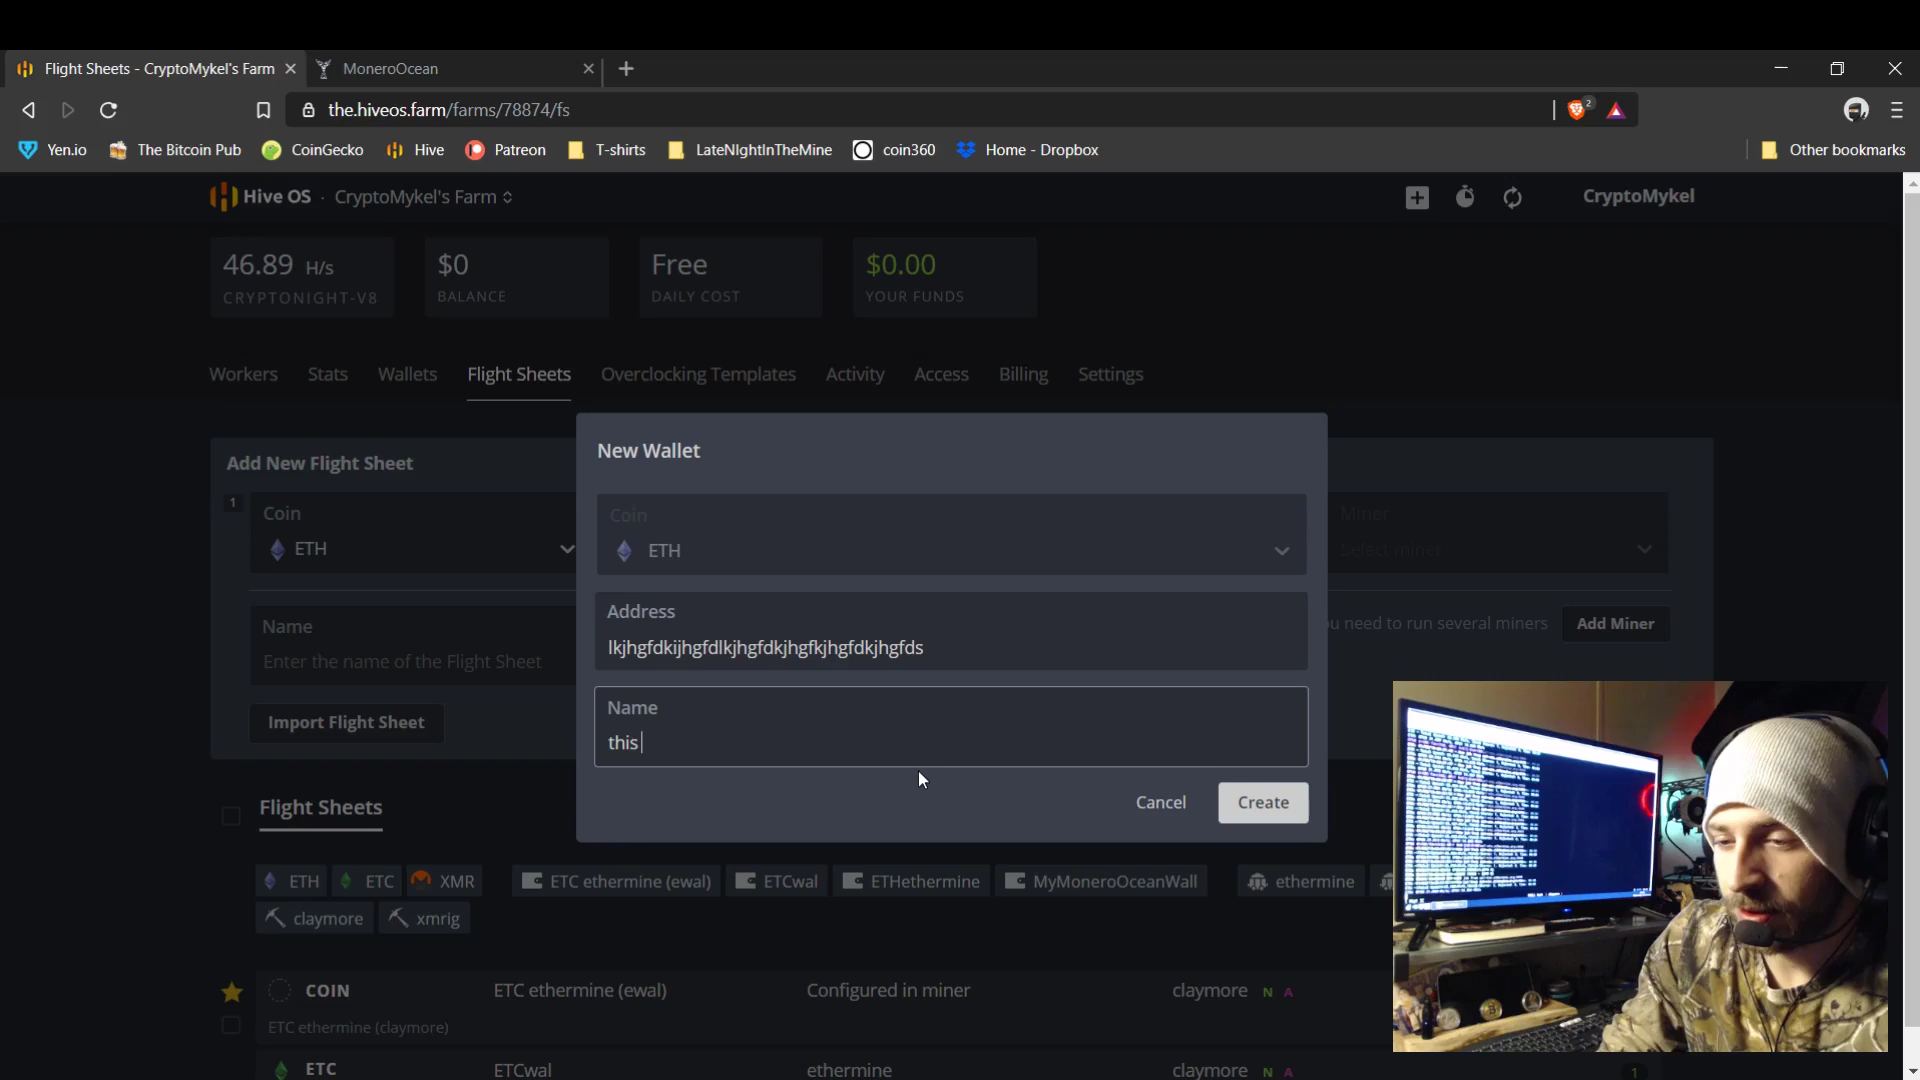 Flight Sheets - CryptoMykel's Farm
MoneroOcean
the.hiveos.farm/farms/78874/fs
2
Yen.io
The Bitcoin Pub
CoinGecko
Hive
Patreon
T-shirts
LateNIghtInTheMine
coin360
Home - Dropbox
Other bookmarks
Hive OS · CryptoMykel's Farm
CryptoMykel
46.89 H/s
CRYPTONIGHT-V8
$0
BALANCE
Free
DAILY COST
$0.00
YOUR FUNDS
Workers
Stats
Wallets
Flight Sheets
Overclocking Templates
Activity
Access
Billing
Settings
New Wallet
Add New Flight Sheet
1
Coin
ETH
Coin
ETH
Miner
Select miner
Address
lkjhgfdkijhgfdlkjhgfdkjhgfkjhgfdkjhgfds
Name
Enter the name of the Flight Sheet
u need to run several miners
Add Miner
Name
this
Import Flight Sheet
Cancel
Create
Flight Sheets
ETH
ETC
XMR
ETC ethermine (ewal)
ETCwal
ETHethermine
MyMoneroOceanWall
ethermine
claymore
xmrig
COIN
ETC ethermine (ewal)
Configured in miner
claymore N A
ETC ethermine (claymore)
ETC
ETCwal
ethermine
claymore N A
1